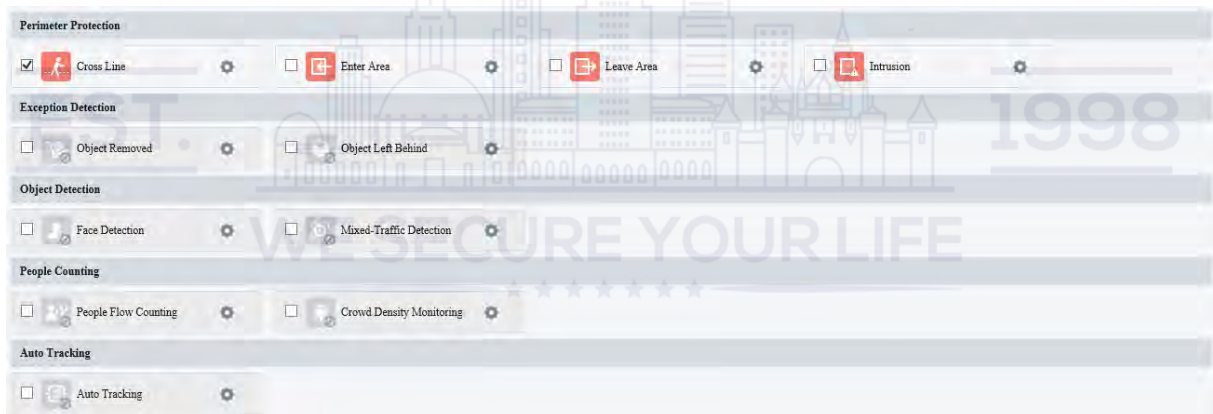 Perimeter Protection
Cross Line Enter Area Leave Area Intrusion
Exception Detection
EST. 1998
Object Removed Object Left Behind
Object Detection
Face Detection Mixed-Traffic Detection
WE SECURE YOUR LIFE
People Counting
People Flow Counting Crowd Density Monitoring
Auto Tracking
Auto Tracking